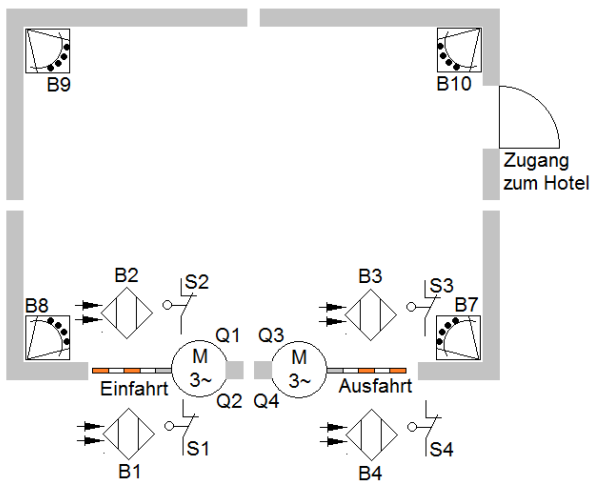 B9
B10
Zugang
zum Hotel
B8
B2
S2
B3
S3
B7
Q1
Q3
M
3~
M
3~
Einfahrt
Ausfahrt
Q2
Q4
S1
S4
B1
B4